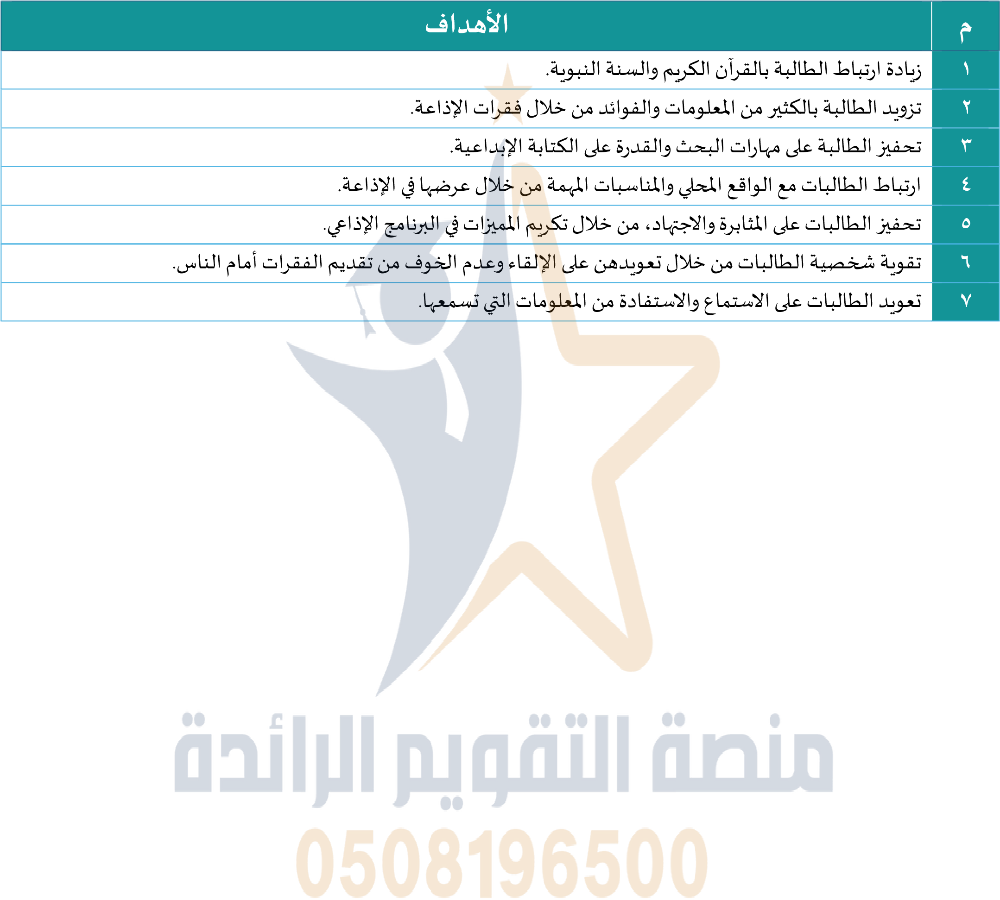 م الأهداف
١ زيادة ارتباط الطالبة بالقرآن الكريم والسنة النبوية.
٢ تزويد الطالبة بالكثير من المعلومات والفوائد من خلال فقرات الإذاعة.
٣ تحفيز الطالبة على مهارات البحث والقدرة على الكتابة الإبداعية.
٤ ارتباط الطالبات مع الواقع المحلي والمناسبات المهمة من خلال عرضها في الإذاعة.
٥ تحفيز الطالبات على المثابرة والاجتهاد، من خلال تكريم المميزات في البرنامج الإذاعي.
٦ تقوية شخصية الطالبات من خلال تعويدهن على الإلقاء وعدم الخوف من تقديم الفقرات أمام الناس.
٧ تعويد الطالبات على الاستماع والاستفادة من المعلومات التي تسمعها.
منصة التقويم الرائدة
0508196500